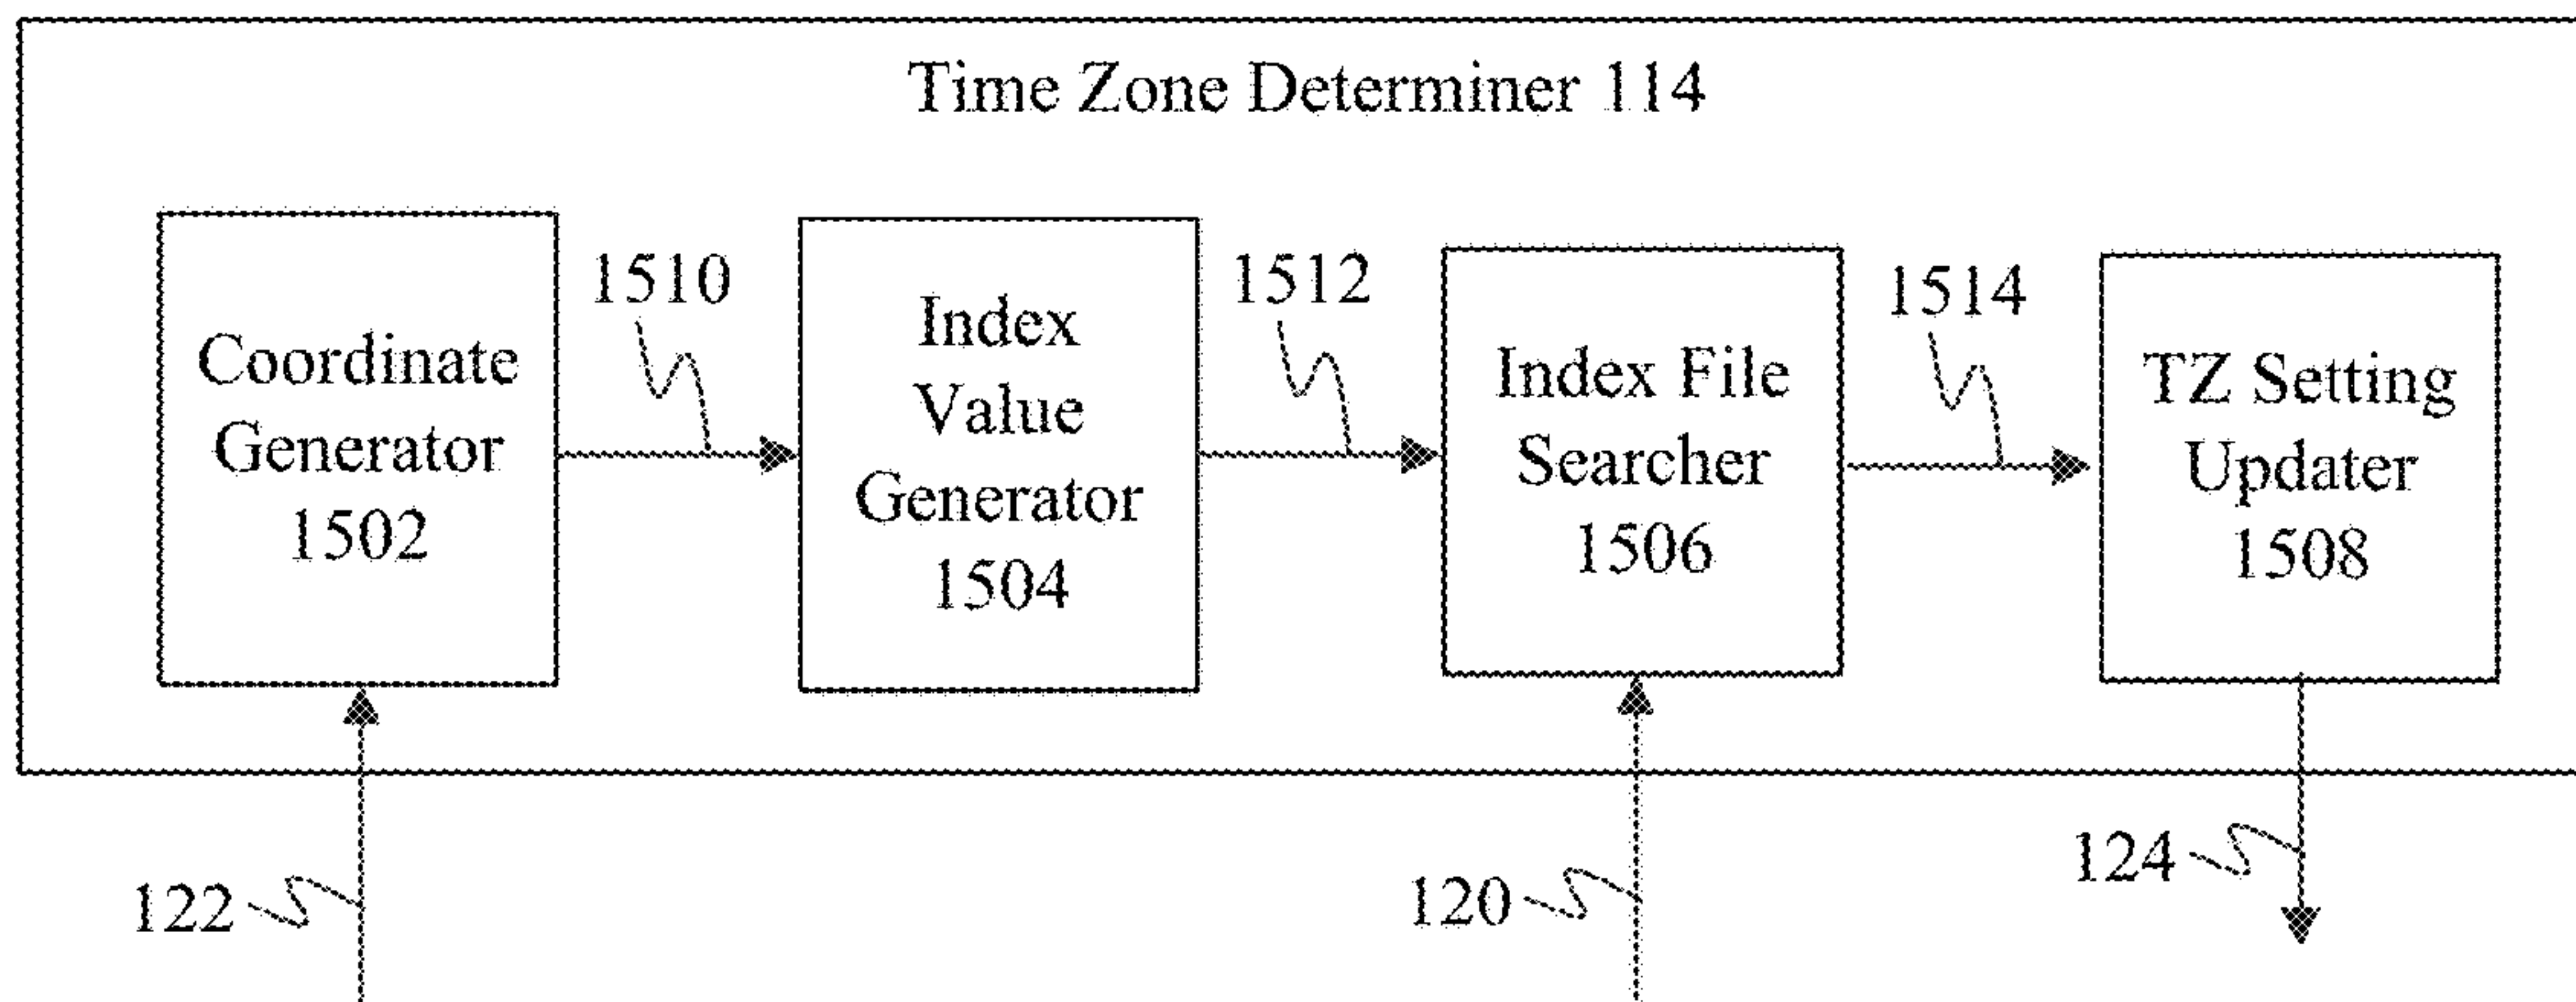 Time Zone Determiner 114
Coordinate
Generator
1502
1510
Index
Value
Generator
1504
1512
Index File
Searcher
1506
1514
TZ Setting
Updater
1508
122
120
124